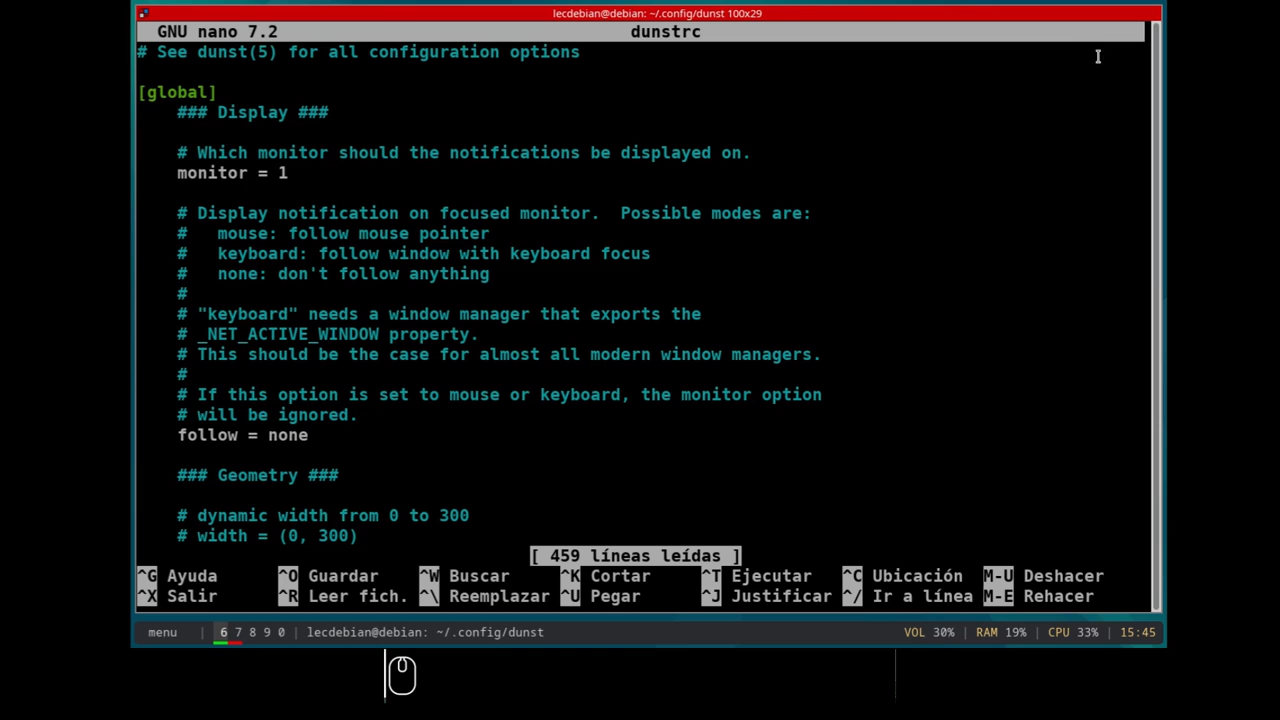 lecdebian@debian: ~/.config/dunst 100x29
GNU nano 7.2 dunstrc
# See dunst(5) for all configuration options
[global]
### Display ###
# Which monitor should the notifications be displayed on.
monitor = 1
# Display notification on focused monitor.  Possible modes are:
#   mouse: follow mouse pointer
#   keyboard: follow window with keyboard focus
#   none: don't follow anything
#
# "keyboard" needs a window manager that exports the
# _NET_ACTIVE_WINDOW property.
# This should be the case for almost all modern window managers.
#
# If this option is set to mouse or keyboard, the monitor option
# will be ignored.
follow = none
### Geometry ###
# dynamic width from 0 to 300
# width = (0, 300)
[ 459 líneas leídas ]
^G Ayuda ^O Guardar ^W Buscar ^K Cortar ^T Ejecutar ^C Ubicación M-U Deshacer
^X Salir ^R Leer fich. ^\ Reemplazar ^U Pegar ^J Justificar ^/ Ir a línea M-E Rehacer
menu | 6 7 8 9 0 | lecdebian@debian: ~/.config/dunst VOL 30% | RAM 19% | CPU 33% | 15:45